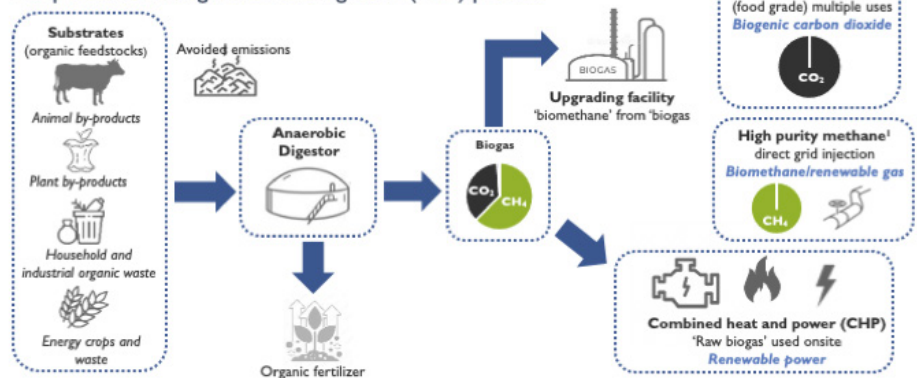 Substrates
(organic feedstocks)
Animal by-products
Plant by-products
Household and
industrial organic waste
Energy crops and
waste
Avoided emissions
Anaerobic
Digestor
Organic fertilizer
Biogas
CO2
CH4
BIOGAS
Upgrading facility
'biomethane' from 'biogas
(food grade) multiple uses
Biogenic carbon dioxide
CO2
High purity methane¹
direct grid injection
Biomethane/renewable gas
CH4
Combined heat and power (CHP)
'Raw biogas' used onsite
Renewable power